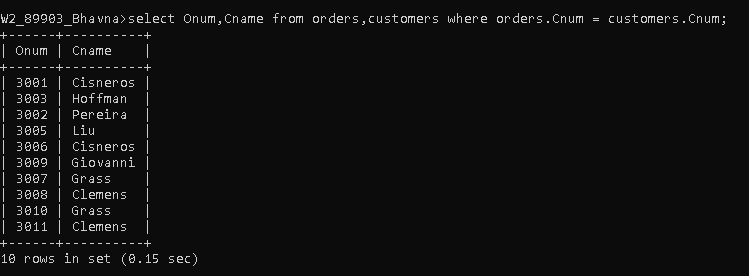 W2_89903_Bhavna>select Onum,Cname from orders,customers where orders.Cnum = customers.Cnum;
+------+----------+
| Onum | Cname    |
+------+----------+
| 3001 | Cisneros |
| 3003 | Hoffman  |
| 3002 | Pereira  |
| 3005 | Liu      |
| 3006 | Cisneros |
| 3009 | Giovanni |
| 3007 | Grass    |
| 3008 | Clemens  |
| 3010 | Grass    |
| 3011 | Clemens  |
+------+----------+
10 rows in set (0.15 sec)